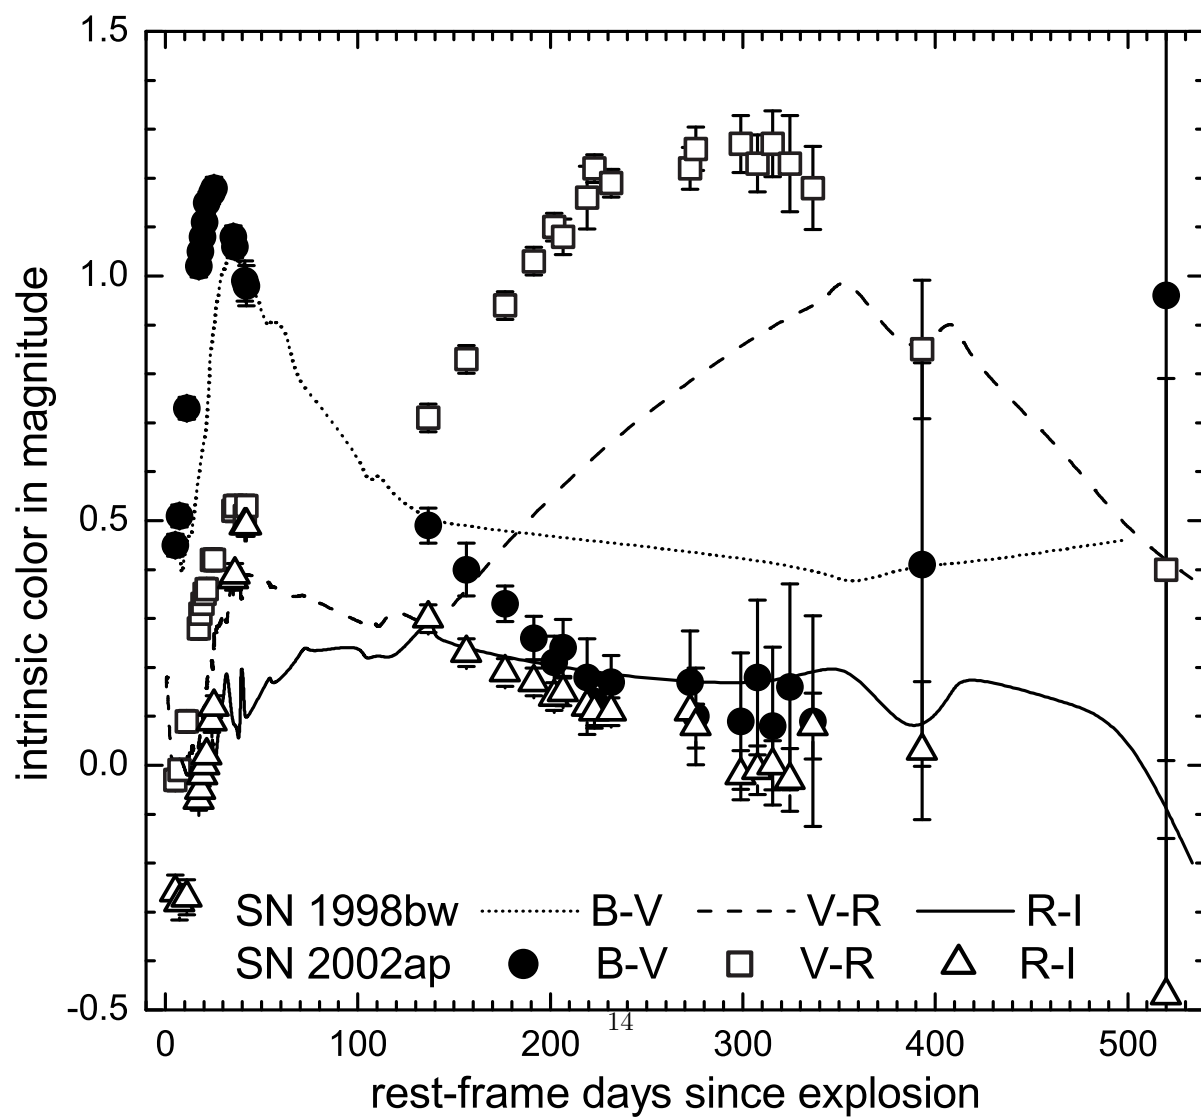 1.5
1.0
0.5
0.0
-0.5
intrinsic color in magnitude
SN 1998bw B-V V-R R-I
SN 2002ap B-V V-R R-I
14
0 100 200 300 400 500
rest-frame days since explosion